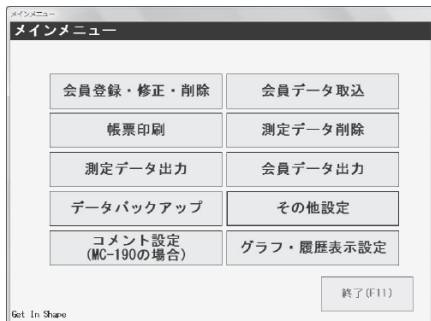 メインメニュー
メインメニュー
会員登録・修正・削除
会員データ取込
帳票印刷
測定データ削除
測定データ出力
会員データ出力
データバックアップ
その他設定
コメント設定
(MC-190の場合)
グラフ・履歴表示設定
終了(F11)
Get In Shape